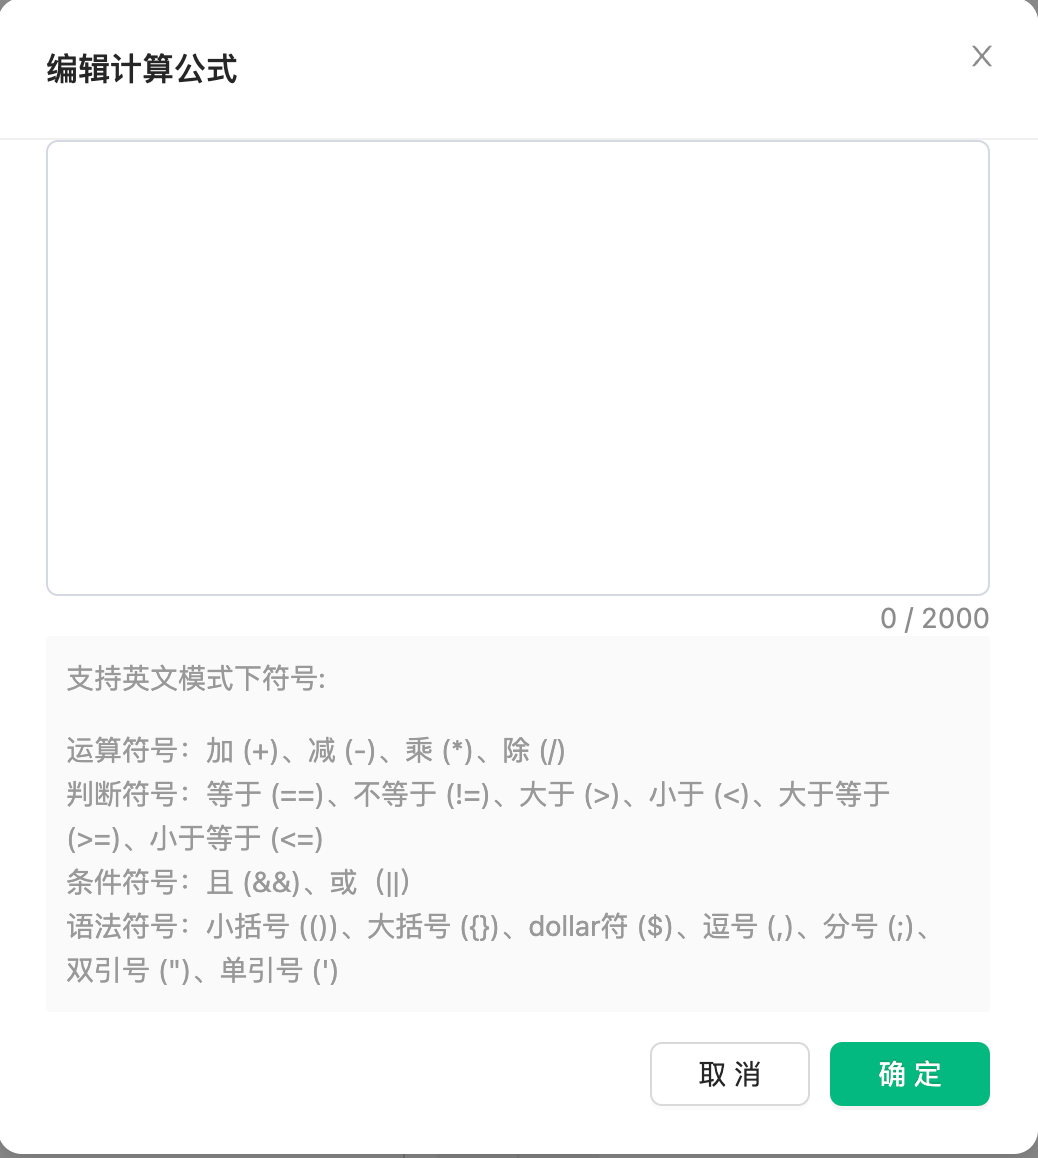 编辑计算公式
0 / 2000
支持英文模式下符号:
运算符号：加 (+)、减 (-)、乘 (*)、除 (/)
判断符号：等于 (==)、不等于 (!=)、大于 (>)、小于 (<)、大于等于
(>=)、小于等于 (<=)
条件符号：且 (&&)、或（||）
语法符号：小括号 (())、大括号 ({})、dollar符 ($)、逗号 (,)、分号 (;)、
双引号 (")、单引号 (')
取 消
确 定